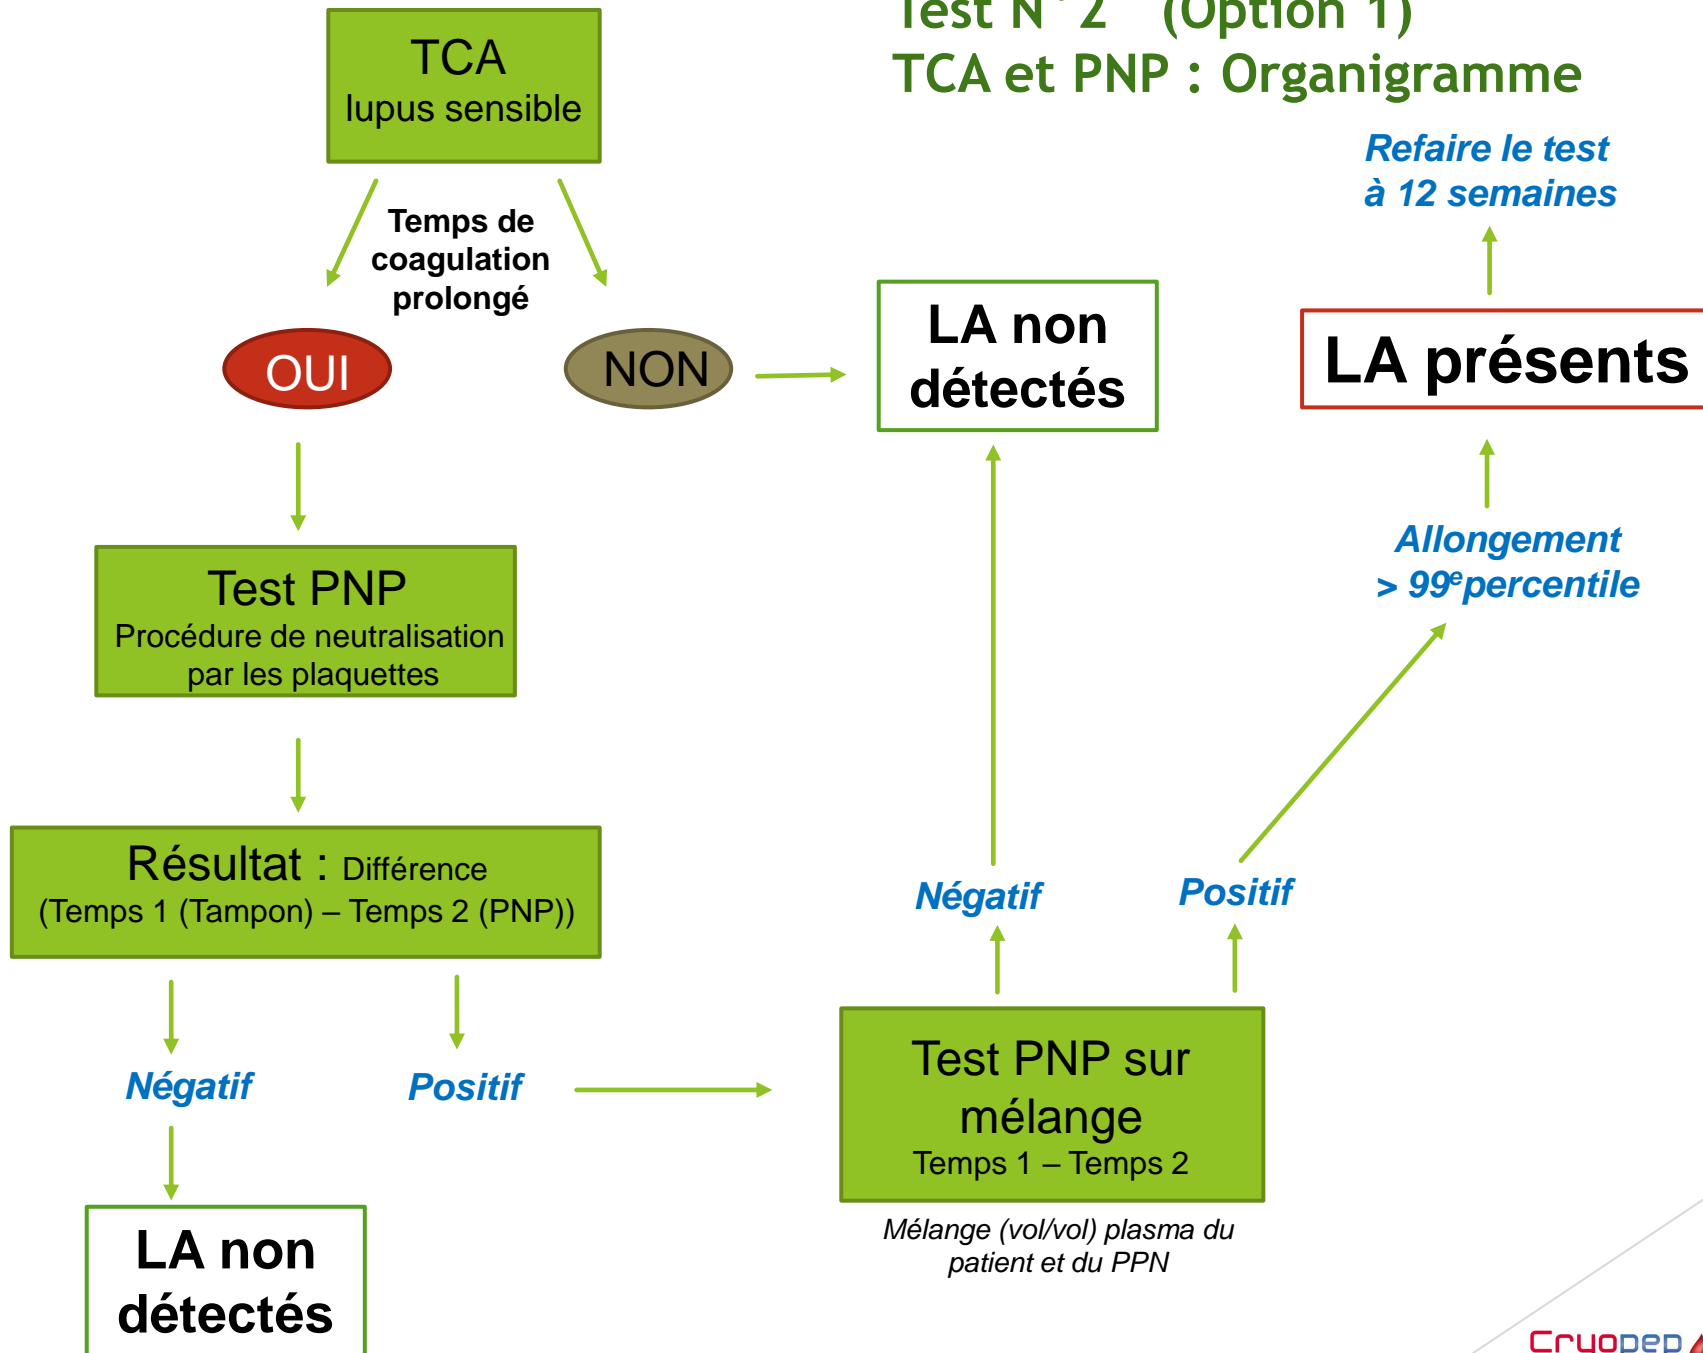 Test N°2 (Option 1)
TCA et PNP : Organigramme
TCA
lupus sensible
Temps de
coagulation
prolongé
OUI
NON
LA non
détectés
Refaire le test
à 12 semaines
LA présents
Allongement
> 99e percentile
Test PNP
Procédure de neutralisation
par les plaquettes
Résultat : Différence
(Temps 1 (Tampon) – Temps 2 (PNP))
Négatif
Positif
Négatif
Positif
Test PNP sur
mélange
Temps 1 – Temps 2
Mélange (vol/vol) plasma du
patient et du PPN
LA non
détectés
Cryopep